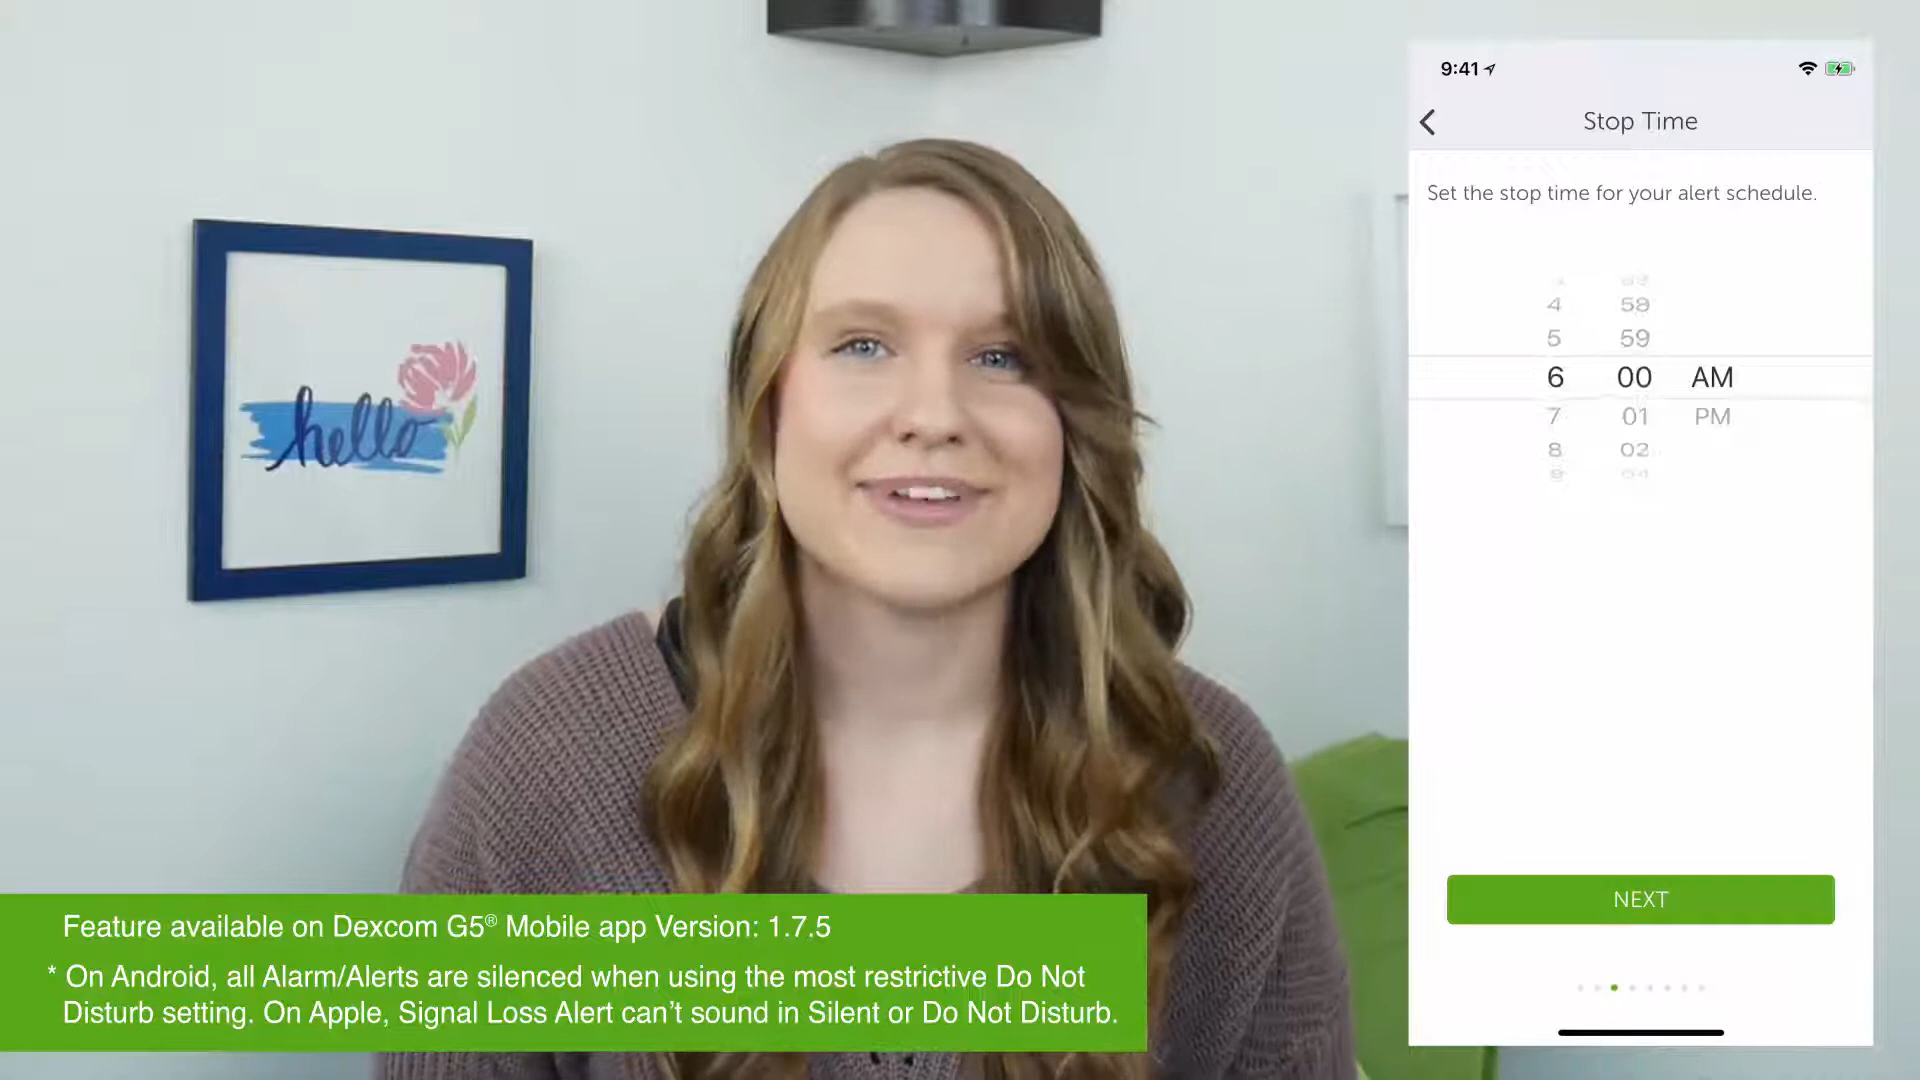 hello
9:41
Stop Time
Set the stop time for your alert schedule.
4 58
5 59
6 00 AM
7 01 PM
8 02
NEXT
Feature available on Dexcom G5® Mobile app Version: 1.7.5
* On Android, all Alarm/Alerts are silenced when using the most restrictive Do Not
Disturb setting. On Apple, Signal Loss Alert can't sound in Silent or Do Not Disturb.